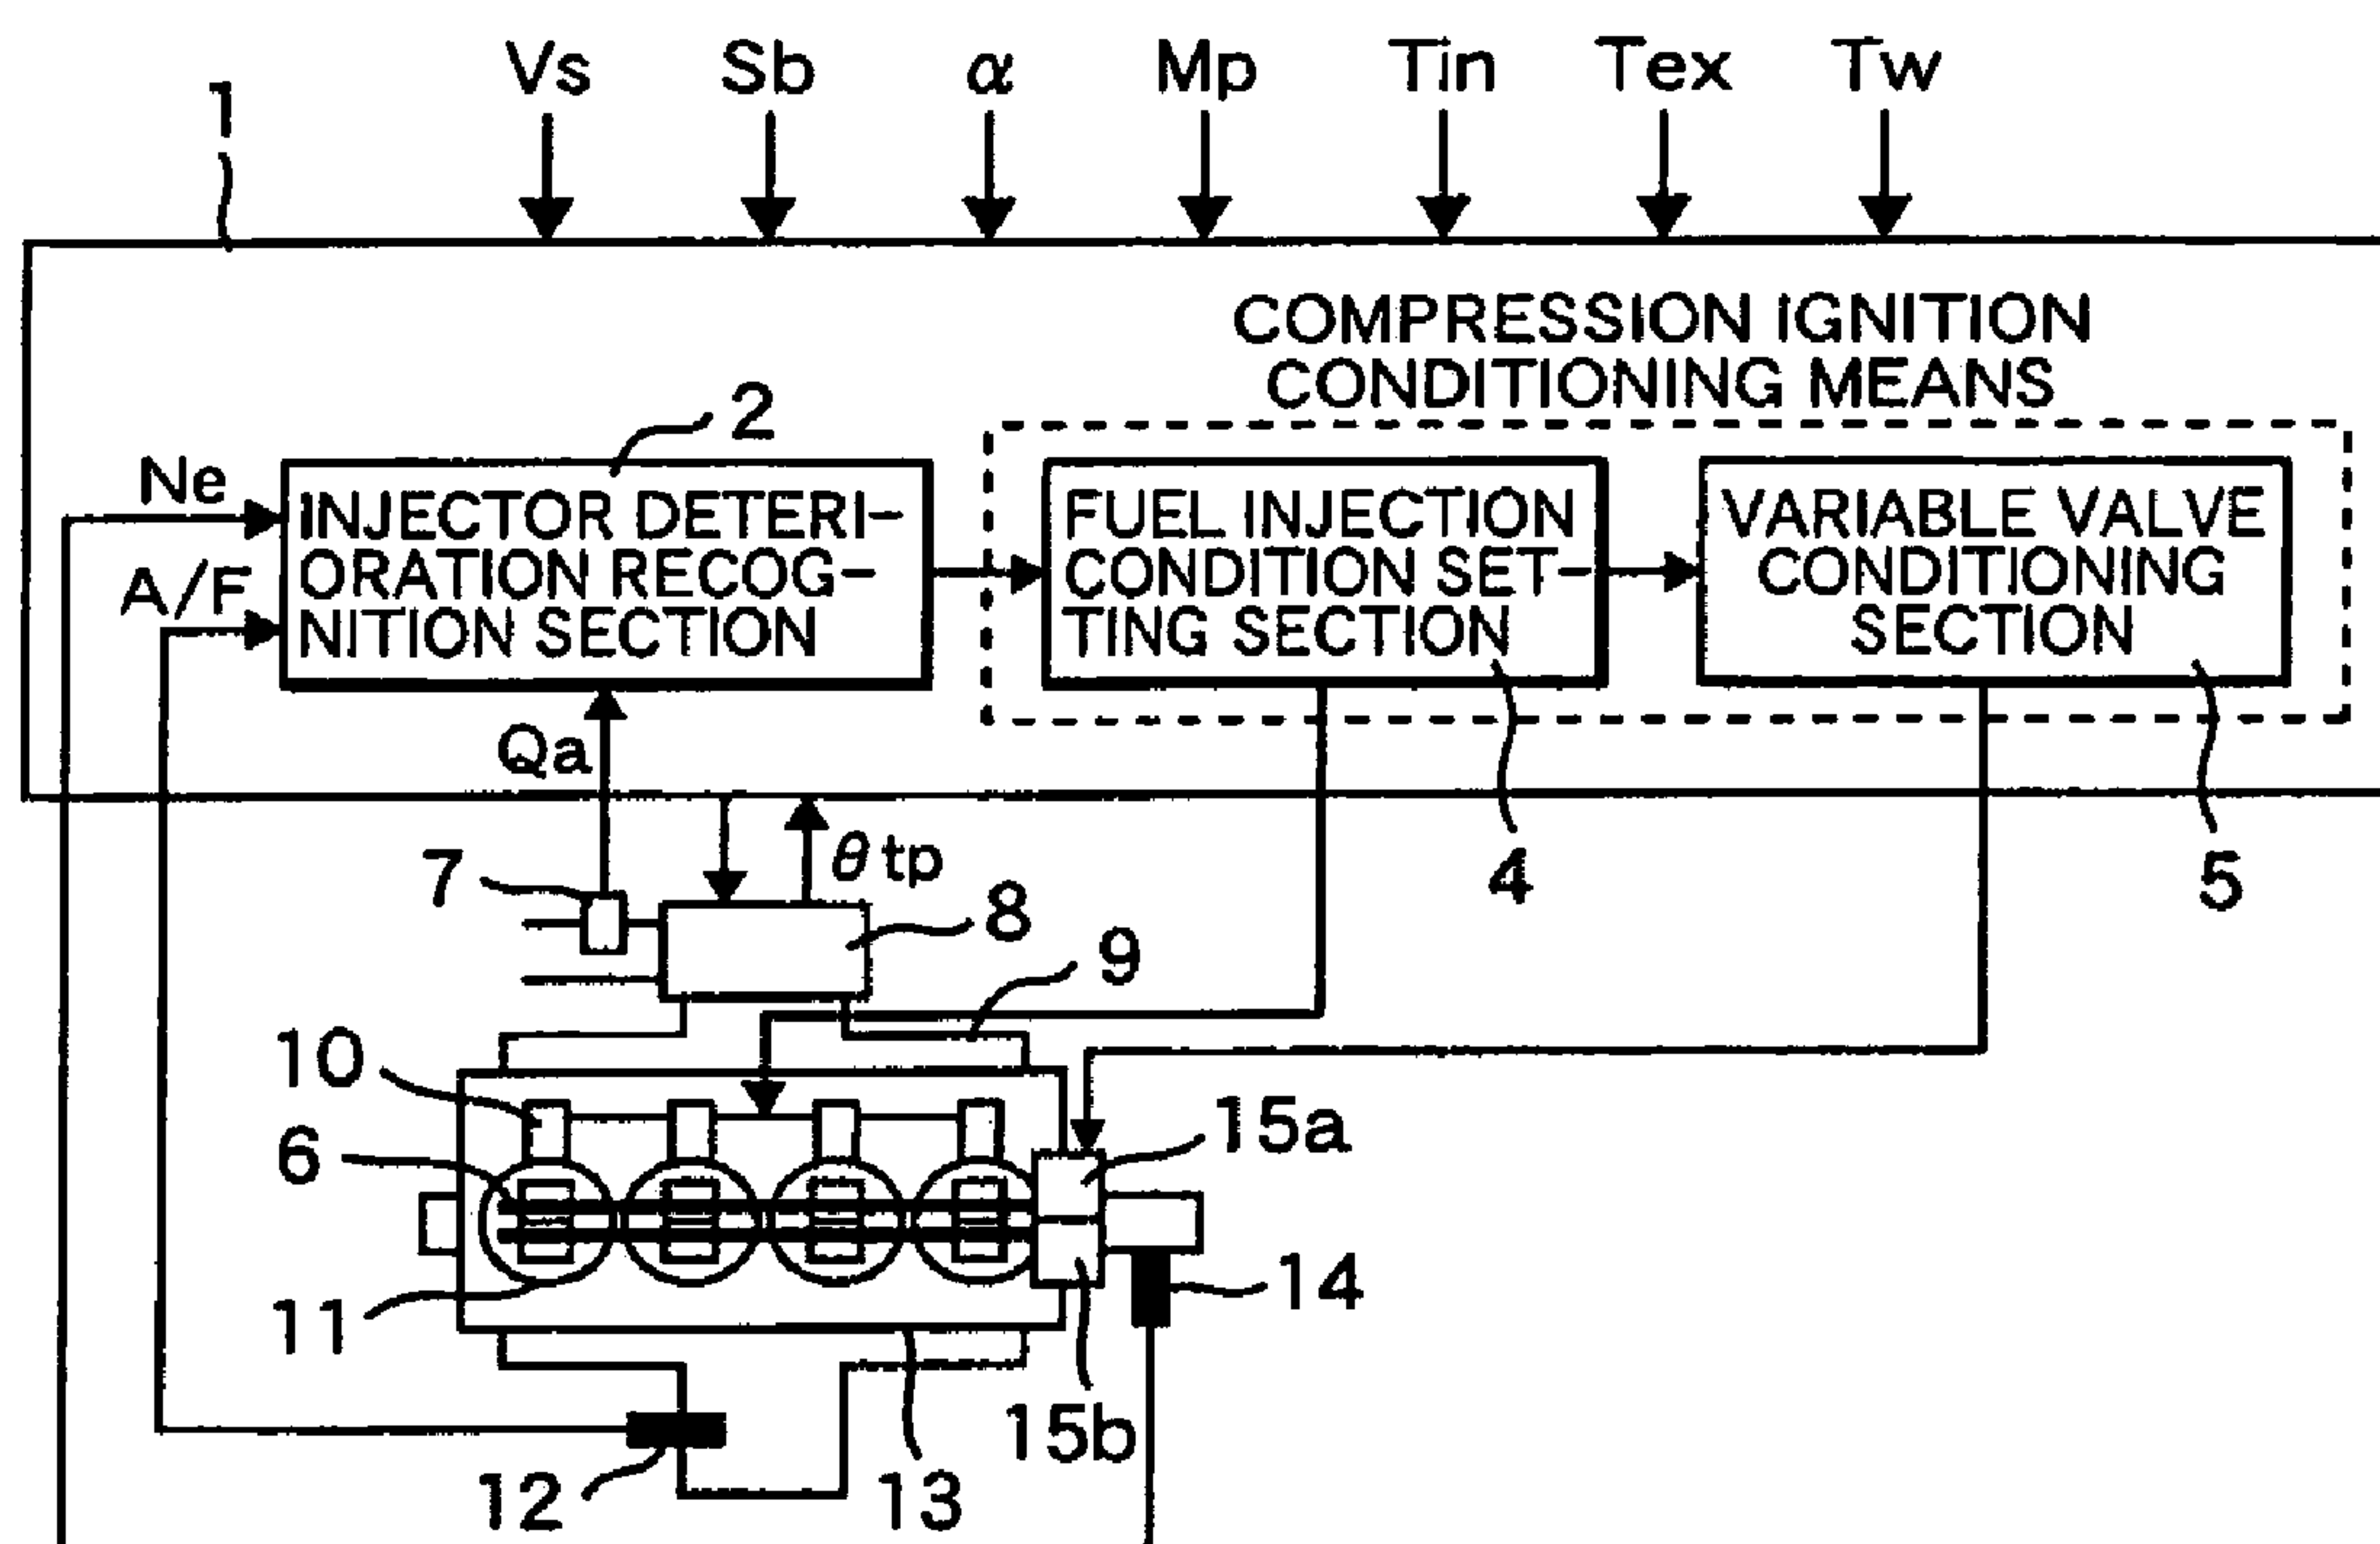 Vs Sb α Mp Tin Tex Tw
1
COMPRESSION IGNITION
CONDITIONING MEANS
2
Ne
A/F
INJECTOR DETERI-
ORATION RECOG-
NITION SECTION
FUEL INJECTION
CONDITION SET-
TING SECTION
VARIABLE VALVE
CONDITIONING
SECTION
Qa
θtp
7
8
4
5
9
10
6
15a
14
11
15b
12
13